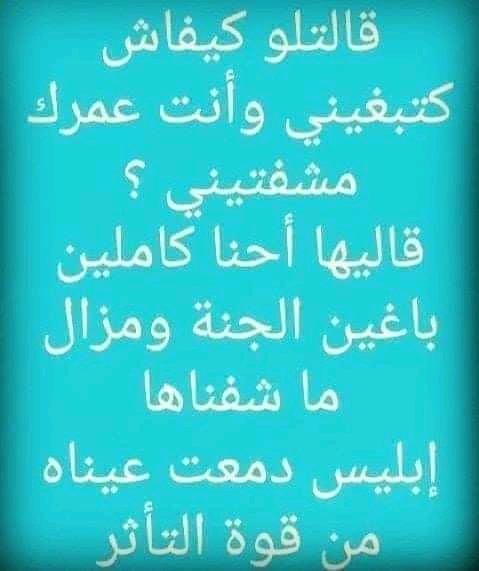 قالتلو كيفاش
كتبغيني وأنت عمرك
مشفتيني ؟
قاليها أحنا كاملين
باغين الجنة ومزال
ما شفناها
إبليس دمعت عيناه
من قوة التأثر